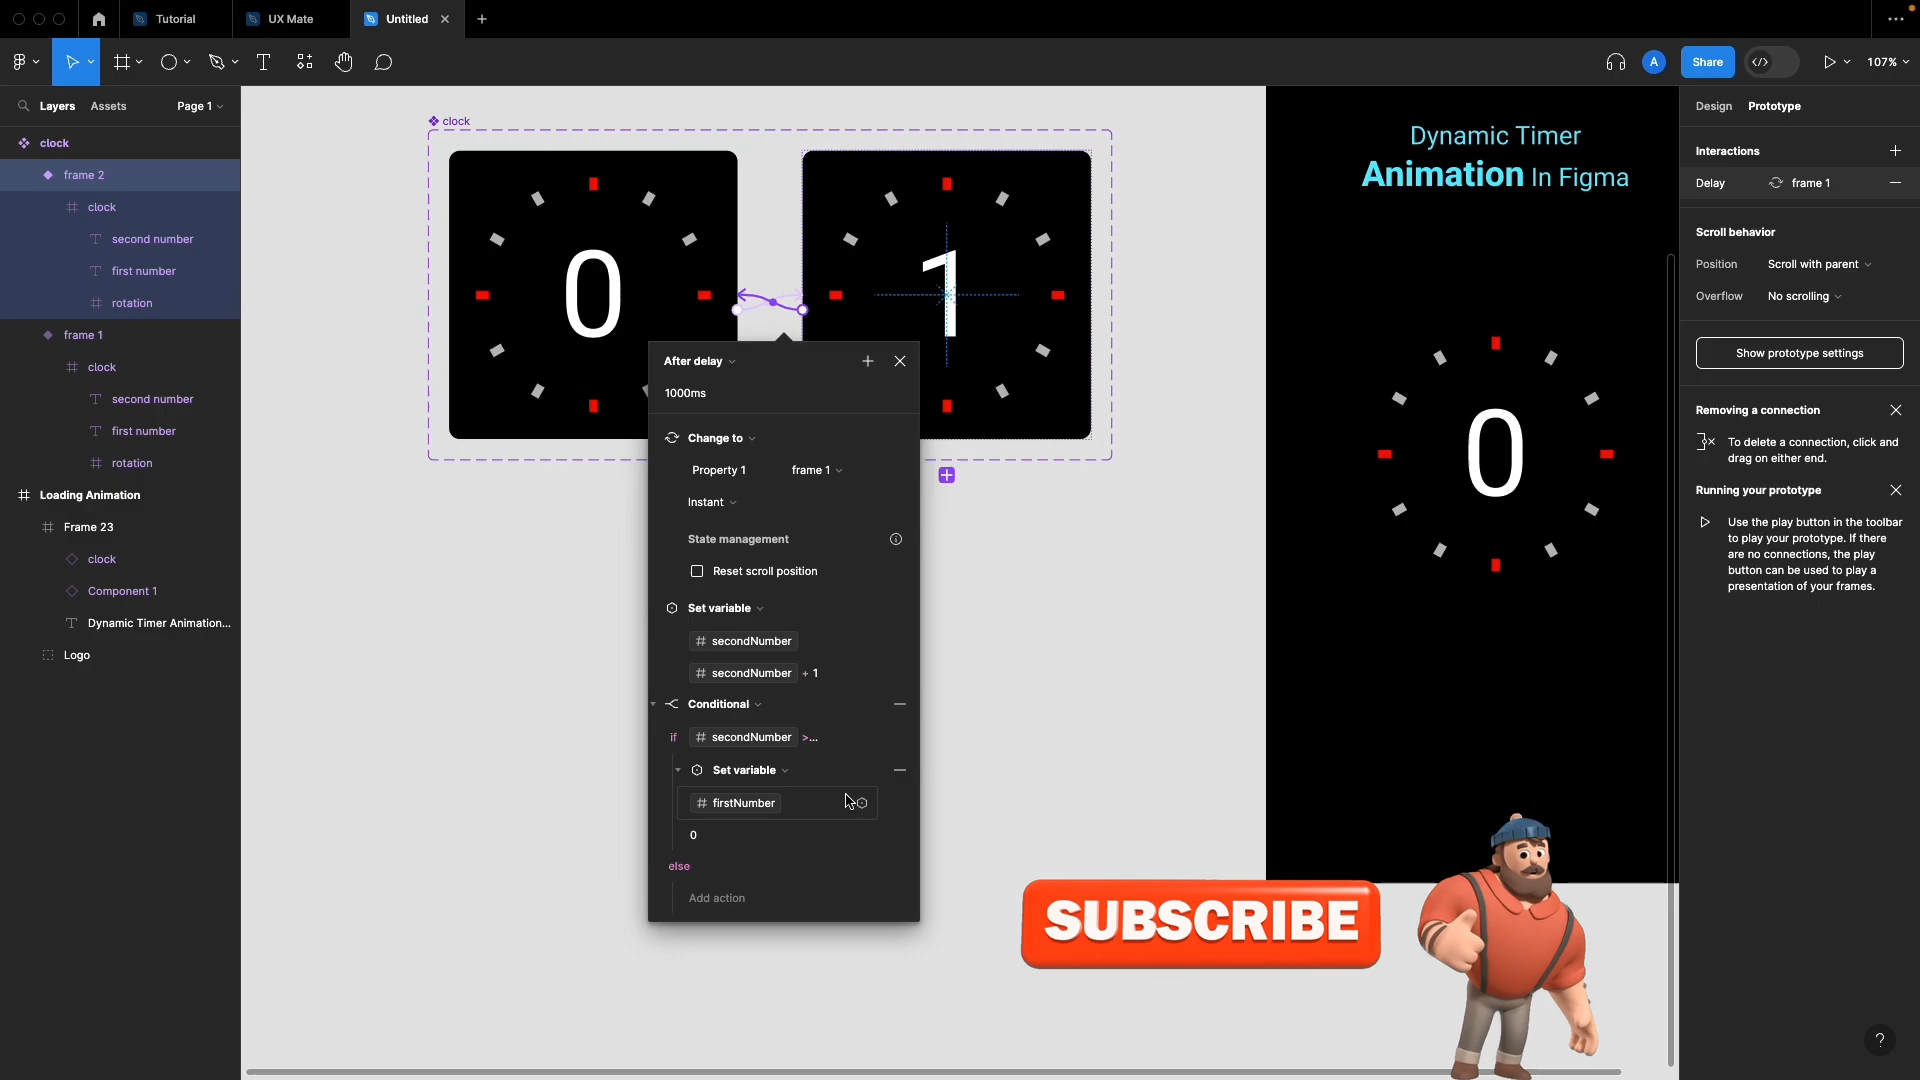 Tutorial
UX Mate
Untitled
A
Share
107%
Layers
Assets
Page 1
clock
frame 2
clock
second number
first number
rotation
frame 1
clock
second number
first number
rotation
Loading Animation
Frame 23
clock
Component 1
Dynamic Timer Animation...
Logo
clock
0
1
After delay
1000ms
Change to
Property 1
frame 1
Instant
State management
Reset scroll position
Set variable
secondNumber
secondNumber + 1
Conditional
if secondNumber >...
Set variable
firstNumber
0
else
Add action
Dynamic Timer
Animation In Figma
0
SUBSCRIBE
Design
Prototype
Interactions
Delay
frame 1
Scroll behavior
Position
Scroll with parent
Overflow
No scrolling
Show prototype settings
Removing a connection
To delete a connection, click and
drag on either end.
Running your prototype
Use the play button in the toolbar
to play your prototype. If there
are no connections, the play
button can be used to play a
presentation of your frames.
?